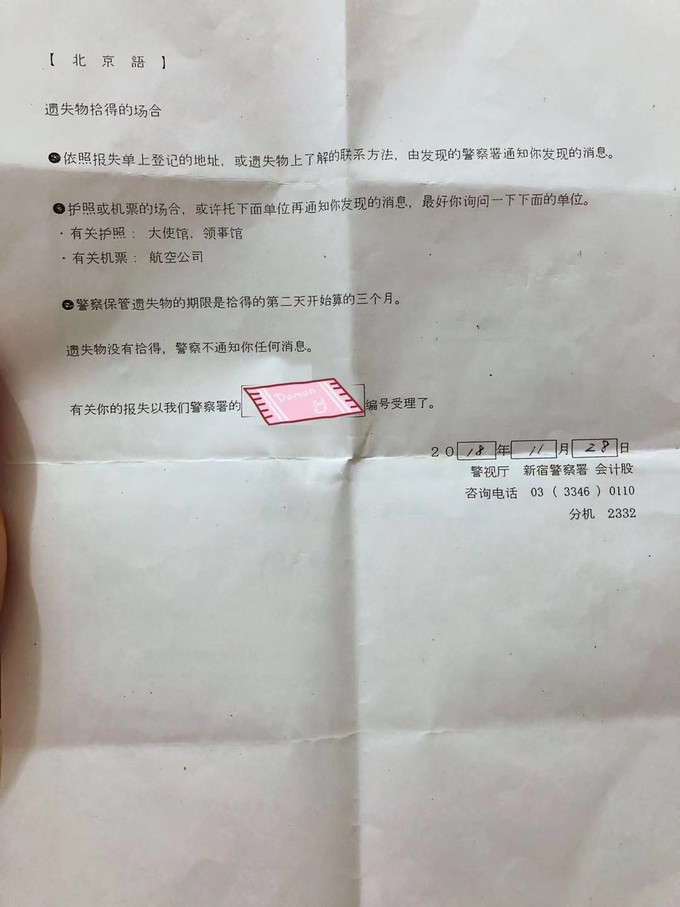 【 北 京 語 】
遗失物拾得的场合
依照报失单上登记的地址, 或遗失物上了解的联系方法, 由发现的警察署通知你发现的消息。
护照或机票的场合, 或许托下面单位再通知你发现的消息, 最好你询问一下下面的单位。
·有关护照: 大使馆, 领事馆
·有关机票: 航空公司
警察保管遗失物的期限是拾得的第二天开始算的三个月。
遗失物没有拾得, 警察不通知你任何消息。
有关你的报失以我们警察署的 Doman 编号受理了。
2 0 18 年 11 月 28 日
警视厅 新宿警察署 会计股
咨询电话 03 ( 3346 ) 0110
分机 2332